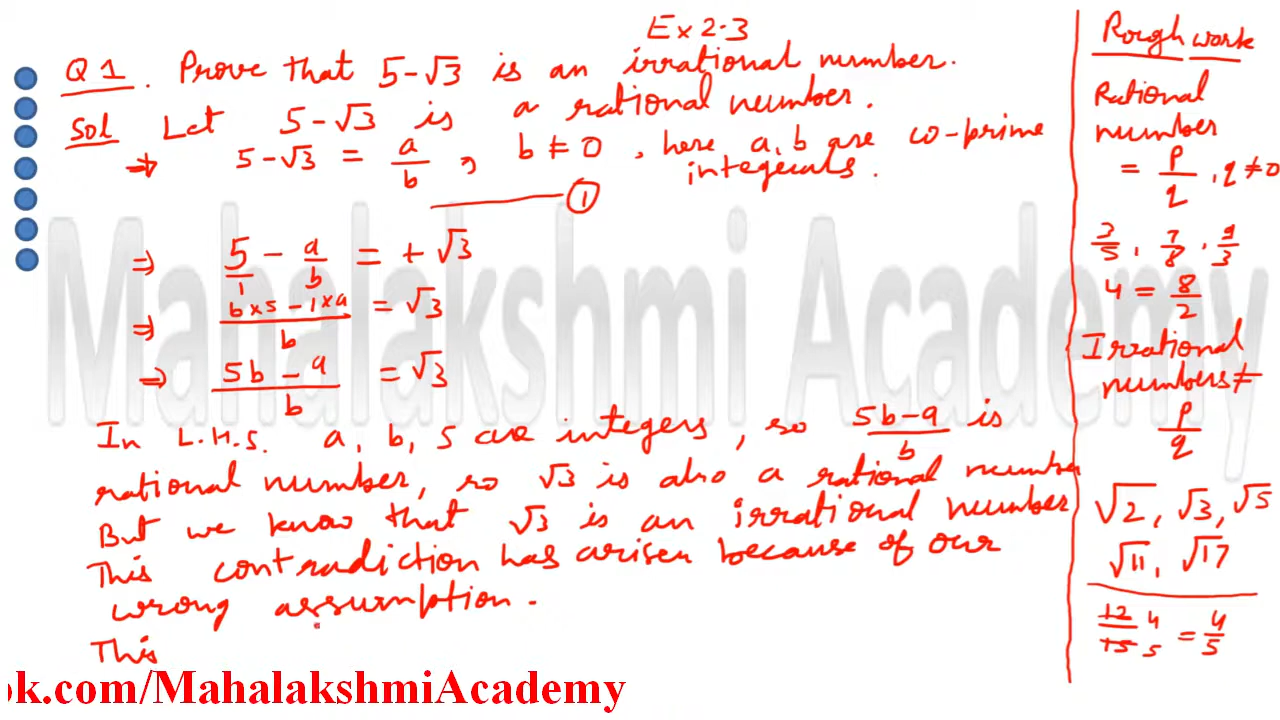 Ex 2.3
Q 1. Prove that 5-√3 is an irrational number.
Sol Let 5-√3 is a rational number.
⇒ 5-√3 = a/b, b ≠ 0, here a, b are co-prime
integerals.
①
⇒ 5/1 - a/b = + √3
⇒ (b×5 - 1×a)/b = √3
⇒ (5b - a)/b = √3
In L.H.S. a, b, 5 are integers, so (5b-a)/b is
rational number, so √3 is also a rational number
But we know that √3 is an irrational number
This contradiction has arisen because of our
wrong assumption.
This
Rough work
Rational
number
= p/q, q ≠ 0
3/5, 7/8, 9/3
4 = 8/2
Irrational
numbers ≠
p/q
√2, √3, √5
√11, √17
12/15 4/5 = 4/5
Mahalakshmi Academy
ok.com/MahalakshmiAcademy